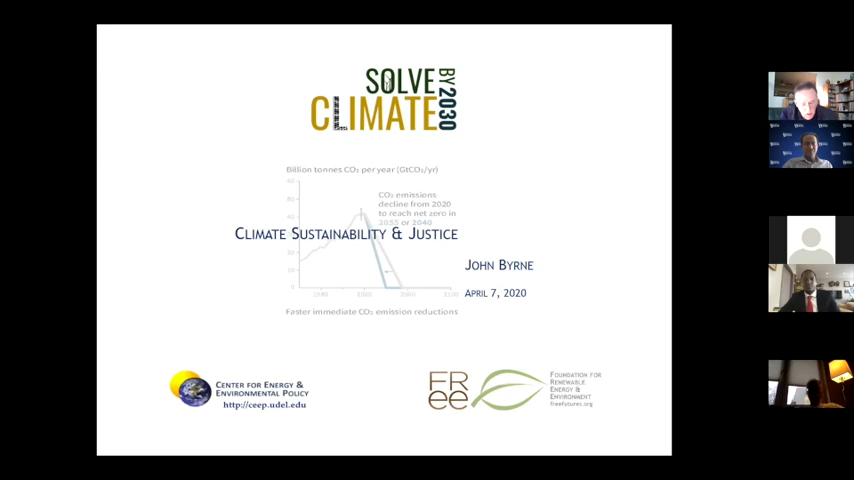 SOLVE
CLIMATE
BY 2030
Billion tonnes CO₂ per year (GtCO₂/yr)
CO₂ emissions
decline from 2020
to reach net zero in
2055 or 2040
CLIMATE SUSTAINABILITY & JUSTICE
JOHN BYRNE
APRIL 7, 2020
Faster immediate CO₂ emission reductions
CENTER FOR ENERGY &
ENVIRONMENTAL POLICY
http://ceep.udel.edu
FRee
FOUNDATION FOR
RENEWABLE
ENERGY &
ENVIRONMENT
freefutures.org